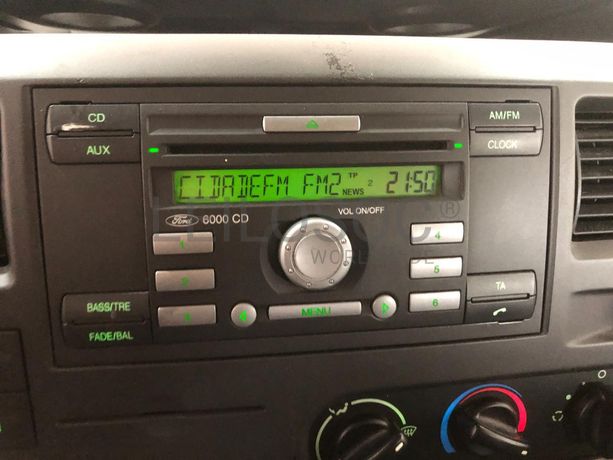 CD
AM/FM
AUX
CLOCK
CIDADEFM FM2 TP NEWS 2 21:50
Ford 6000 CD VOL ON/OFF
1
4
2
5
3
6
BASS/TRE
FADE/BAL
MENU
TA
WORLDWIDE